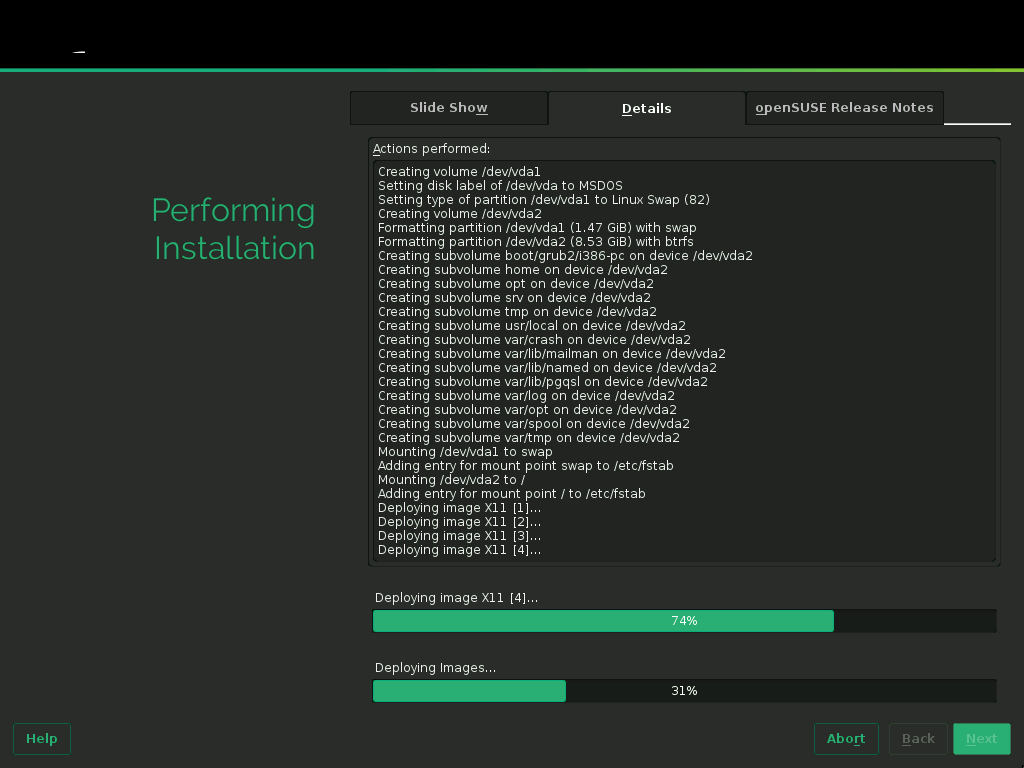 Slide Show
Details
openSUSE Release Notes
Performing
Installation
Actions performed:
Creating volume /dev/vda1
Setting disk label of /dev/vda to MSDOS
Setting type of partition /dev/vda1 to Linux Swap (82)
Creating volume /dev/vda2
Formatting partition /dev/vda1 (1.47 GiB) with swap
Formatting partition /dev/vda2 (8.53 GiB) with btrfs
Creating subvolume boot/grub2/i386-pc on device /dev/vda2
Creating subvolume home on device /dev/vda2
Creating subvolume opt on device /dev/vda2
Creating subvolume srv on device /dev/vda2
Creating subvolume tmp on device /dev/vda2
Creating subvolume usr/local on device /dev/vda2
Creating subvolume var/crash on device /dev/vda2
Creating subvolume var/lib/mailman on device /dev/vda2
Creating subvolume var/lib/named on device /dev/vda2
Creating subvolume var/lib/pgqsl on device /dev/vda2
Creating subvolume var/log on device /dev/vda2
Creating subvolume var/opt on device /dev/vda2
Creating subvolume var/spool on device /dev/vda2
Creating subvolume var/tmp on device /dev/vda2
Mounting /dev/vda1 to swap
Adding entry for mount point swap to /etc/fstab
Mounting /dev/vda2 to /
Adding entry for mount point / to /etc/fstab
Deploying image X11 [1]...
Deploying image X11 [2]...
Deploying image X11 [3]...
Deploying image X11 [4]...
Deploying image X11 [4]...
74%
Deploying Images...
31%
Help
Abort
Back
Next